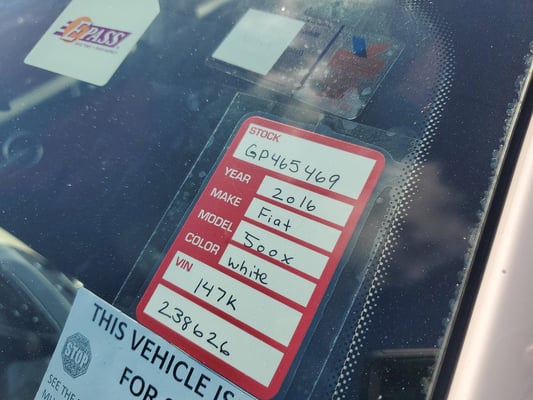 E-PASS
STOCK
GP465469
YEAR 2016
MAKE Fiat
MODEL 500x
COLOR White
VIN 147K
238626
THIS VEHICLE IS
FOR
STOP
SEE THE